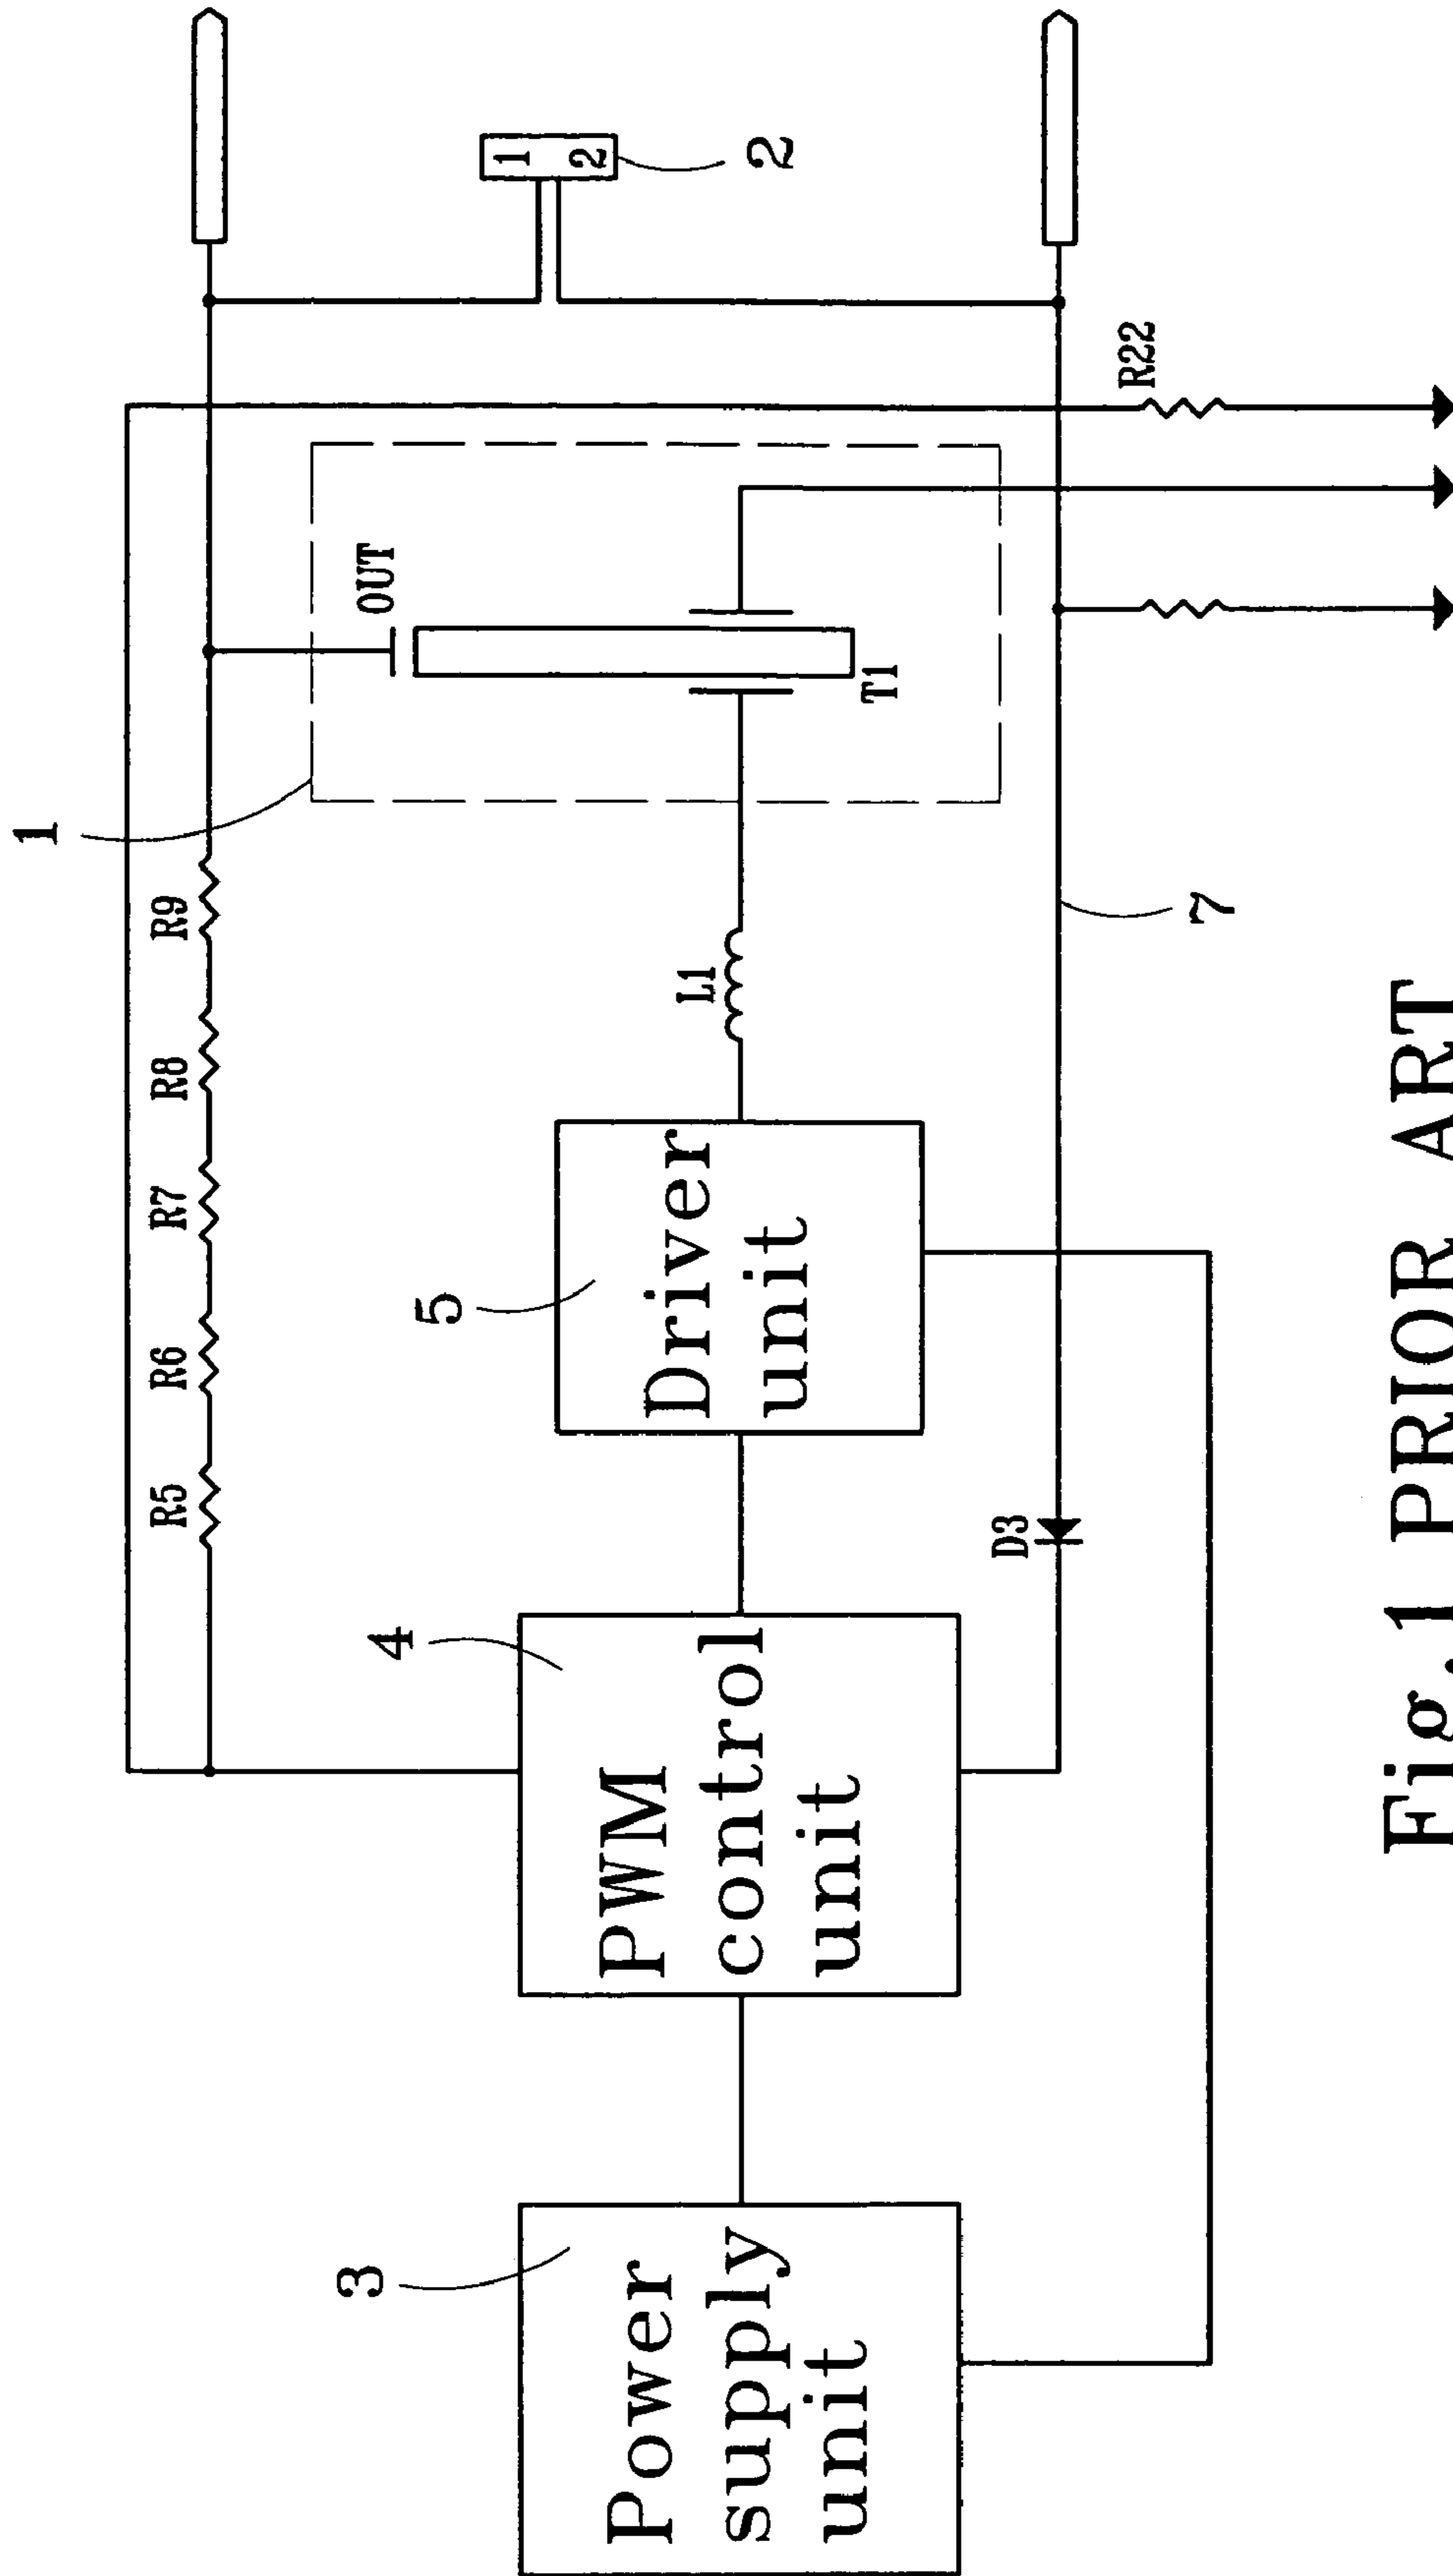 1
R5
R6
R7
R8
R9
OUT
1
2
2
3
4
5
L1
T1
Power
supply
unit
PWM
control
unit
Driver
unit
D3
7
R22
Fig.1 PRIOR ART